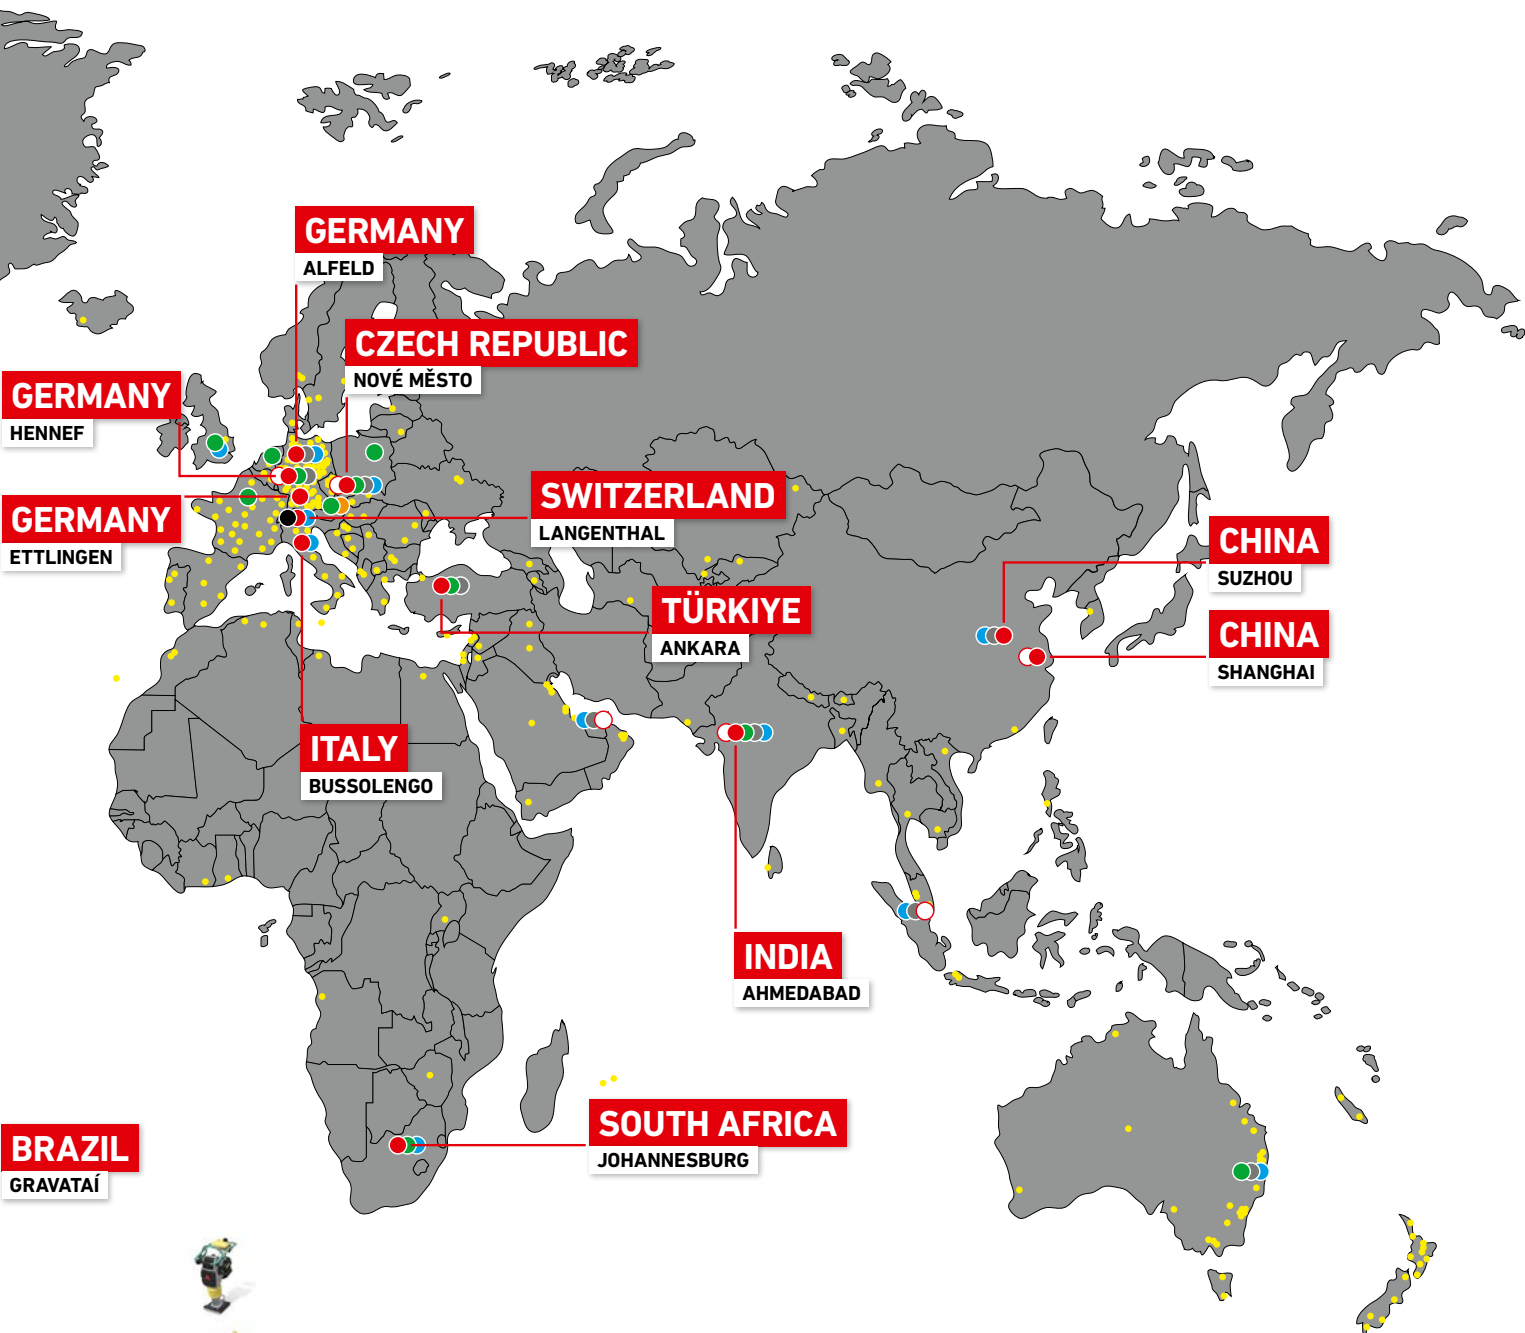 GERMANY
ALFELD
CZECH REPUBLIC
NOVÉ MĚSTO
GERMANY
HENNEF
SWITZERLAND
LANGENTHAL
GERMANY
ETTLINGEN
CHINA
SUZHOU
TÜRKIYE
ANKARA
CHINA
SHANGHAI
ITALY
BUSSOLENGO
INDIA
AHMEDABAD
SOUTH AFRICA
JOHANNESBURG
BRAZIL
GRAVATAÍ